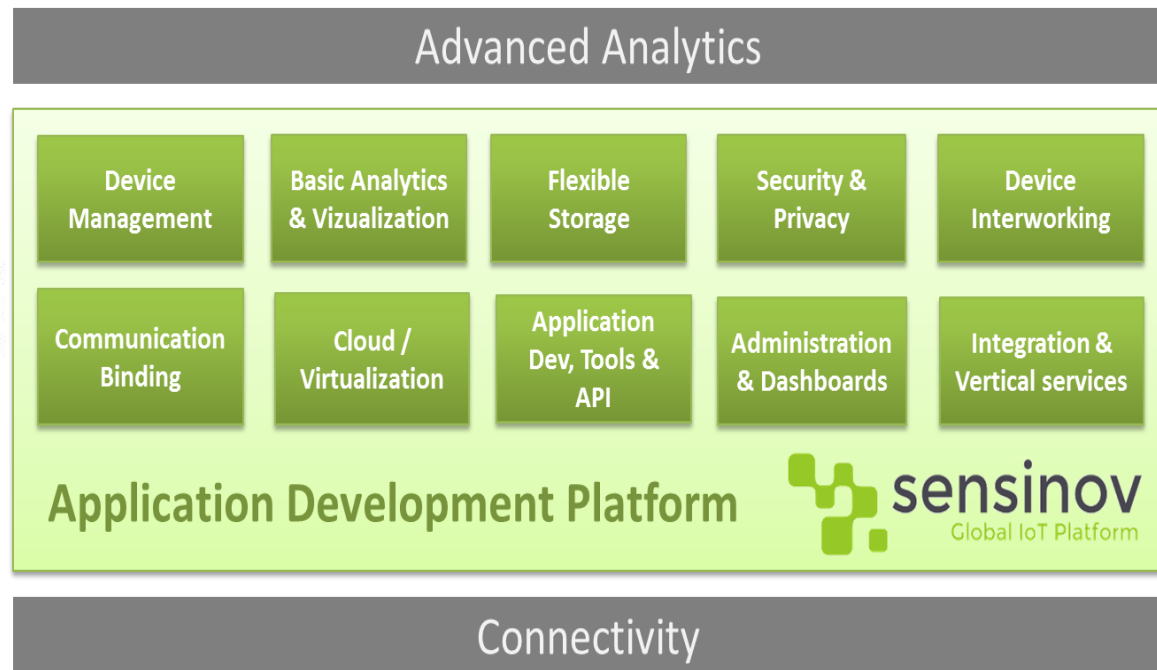 Advanced Analytics
Device
Management
Basic Analytics
& Vizualization
Flexible
Storage
Security &
Privacy
Device
Interworking
Communication
Binding
Cloud /
Virtualization
Application
Dev, Tools &
API
Administration
& Dashboards
Integration &
Vertical services
Application Development Platform
sensinov
Global IoT Platform
Connectivity